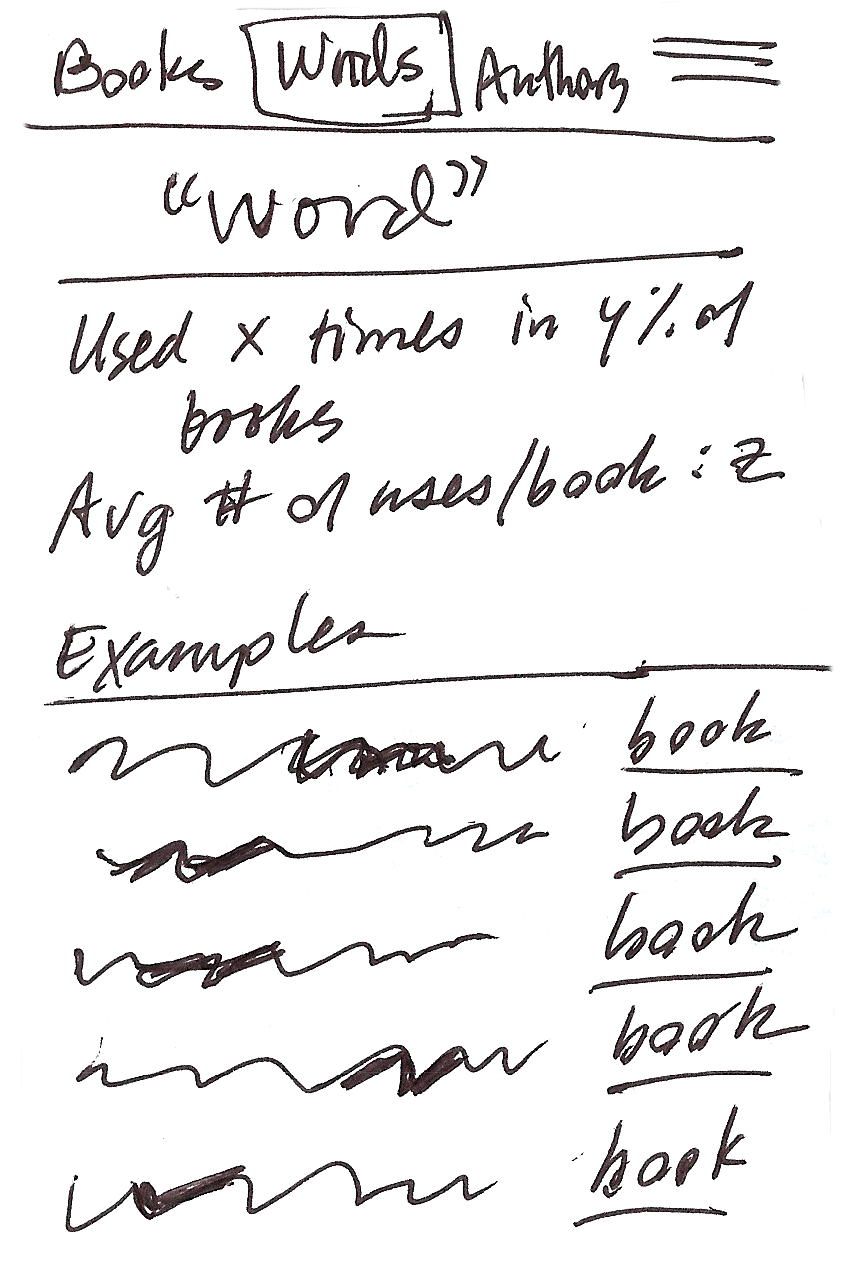 Books Words Authors
“Word”
Used x times in y% of
books
Avg # of uses/book : z
Examples
book
book
book
book
book